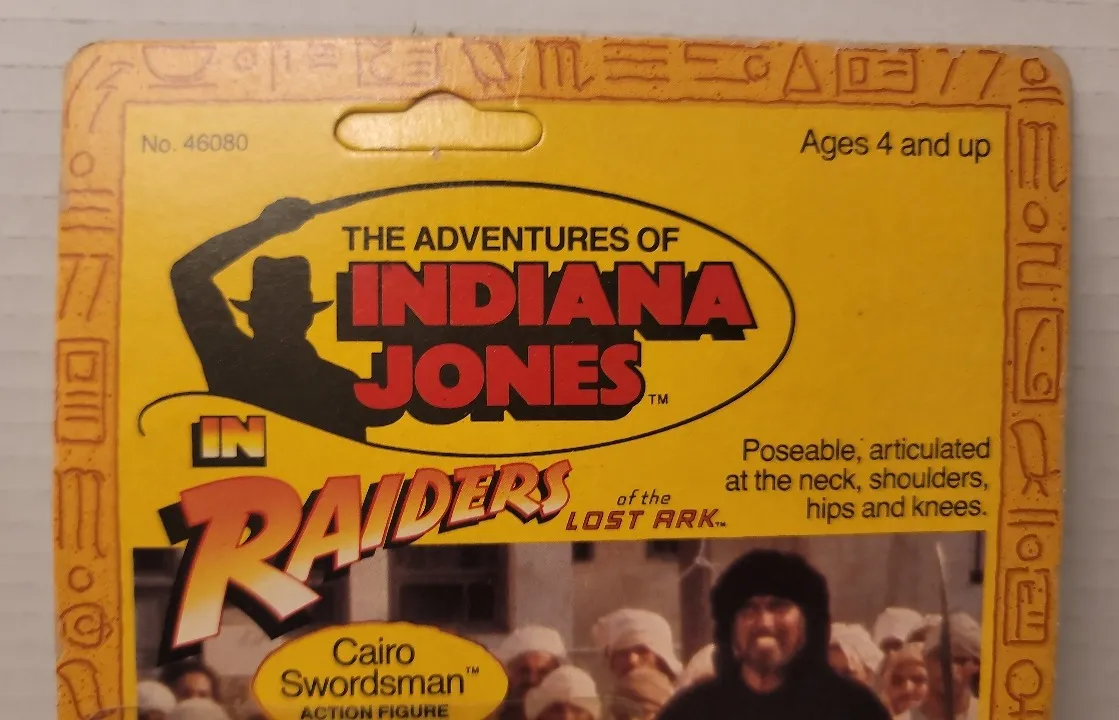 No. 46080
Ages 4 and up
THE ADVENTURES OF
INDIANA
JONES™
IN
RAIDERS
of the
LOST ARK™
Poseable, articulated
at the neck, shoulders,
hips and knees.
Cairo
Swordsman™
ACTION FIGURE